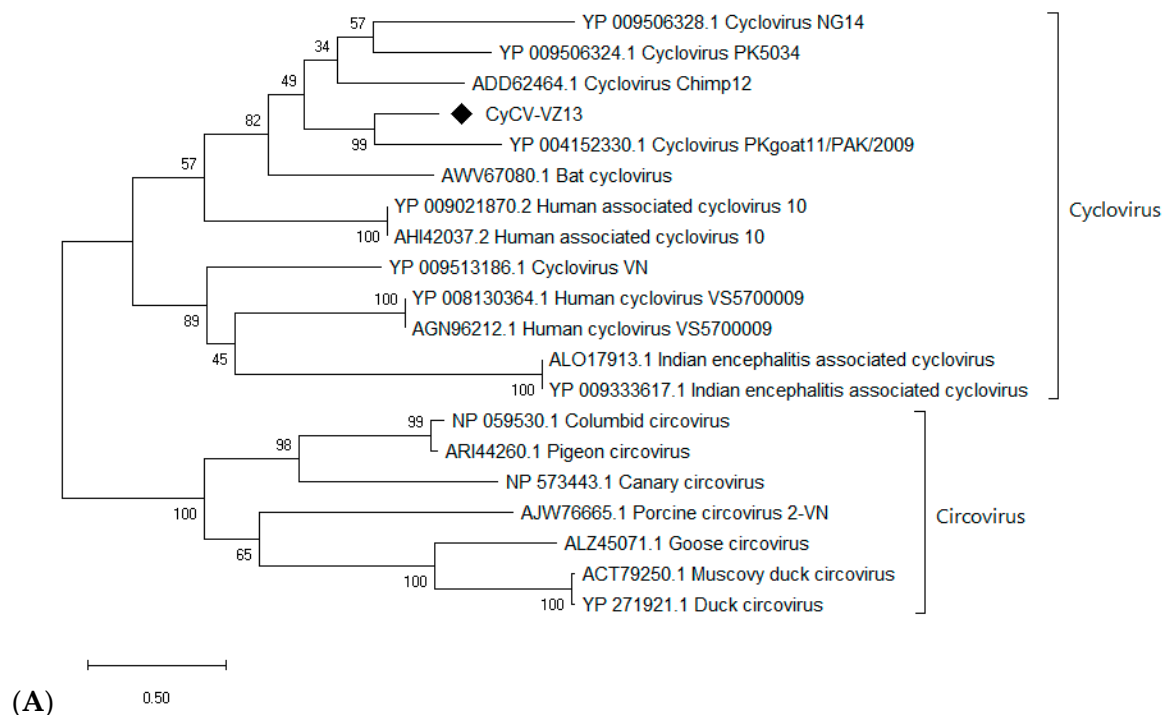 57
YP 009506328.1 Cyclovirus NG14
34
YP 009506324.1 Cyclovirus PK5034
49
ADD62464.1 Cyclovirus Chimp12
82
CyCV-VZ13
99
YP 004152330.1 Cyclovirus PKgoat11/PAK/2009
57
AWV67080.1 Bat cyclovirus
YP 009021870.2 Human associated cyclovirus 10
Cyclovirus
100
AHI42037.2 Human associated cyclovirus 10
YP 009513186.1 Cyclovirus VN
100
YP 008130364.1 Human cyclovirus VS5700009
89
AGN96212.1 Human cyclovirus VS5700009
45
ALO17913.1 Indian encephalitis associated cyclovirus
100
YP 009333617.1 Indian encephalitis associated cyclovirus
99
NP 059530.1 Columbid circovirus
98
ARI44260.1 Pigeon circovirus
NP 573443.1 Canary circovirus
100
AJW76665.1 Porcine circovirus 2-VN
Circovirus
65
ALZ45071.1 Goose circovirus
100
ACT79250.1 Muscovy duck circovirus
100
YP 271921.1 Duck circovirus
0.50
(A)